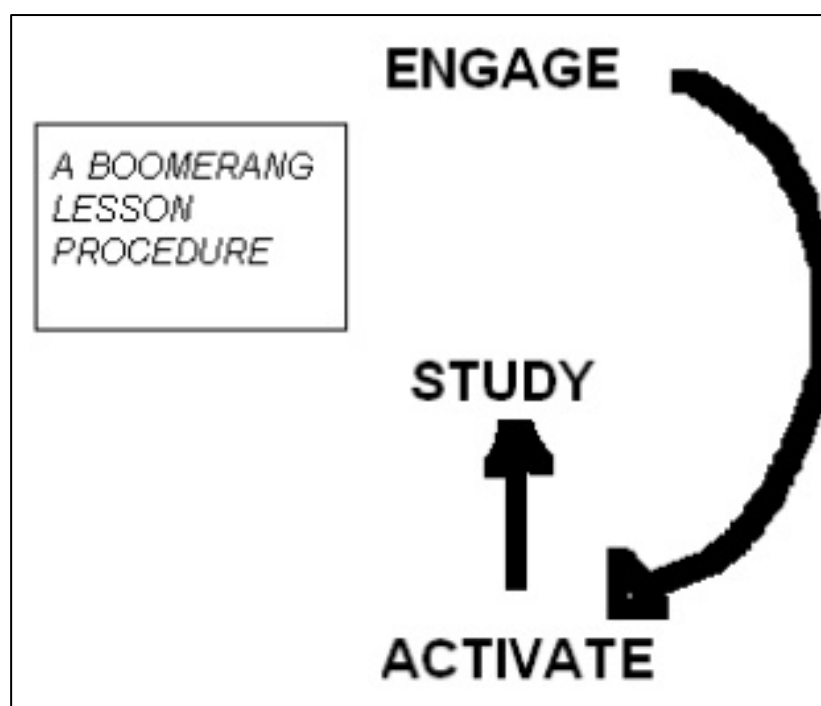 ENGAGE
A BOOMERANG
LESSON
PROCEDURE
STUDY
ACTIVATE